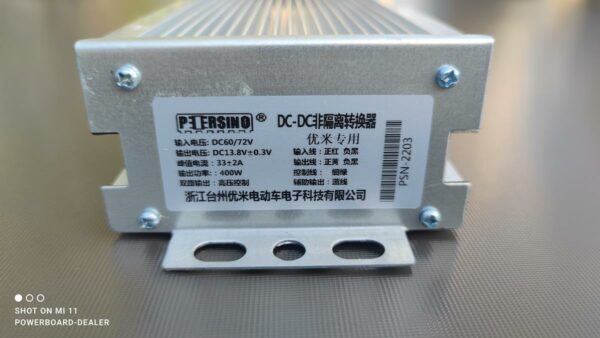 PETERSINO® DC-DC非隔离转换器
优米专用
输入电压: DC60/72V 输入线: 正红 负黑
输出电压: DC13.8V±0.3V 输出线: 正黄 负黑
峰值电流: 33±2A 控制线: 细绿
输出功率: 400W 辅助输出: 蓝线
双路输出: 高压控制
浙江台州优米电动车电子科技有限公司
PSN-2203
SHOT ON MI 11
POWERBOARD-DEALER